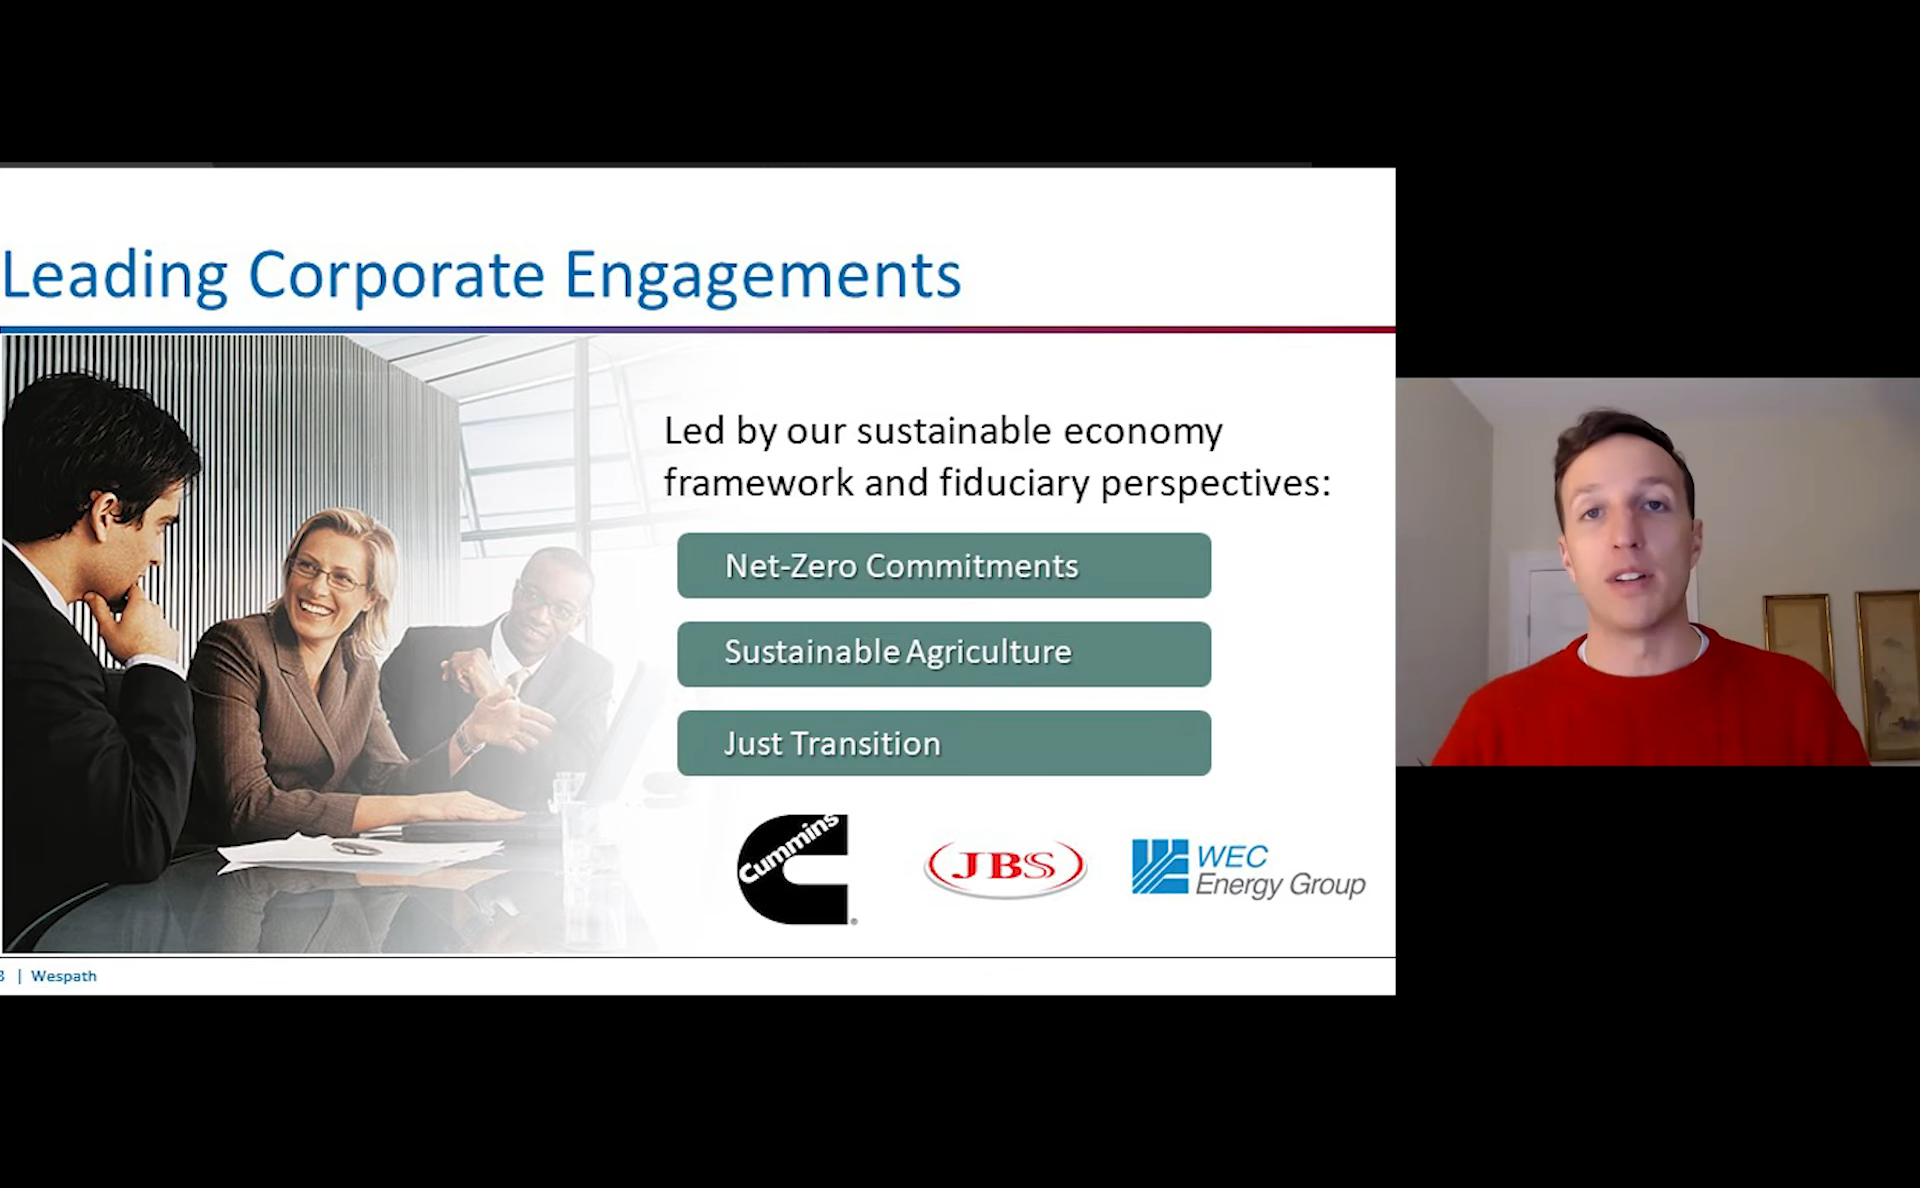 Leading Corporate Engagements
Led by our sustainable economy
framework and fiduciary perspectives:
Net-Zero Commitments
Sustainable Agriculture
Just Transition
Cummins
®
JBS
WEC
Energy Group
3 | Wespath